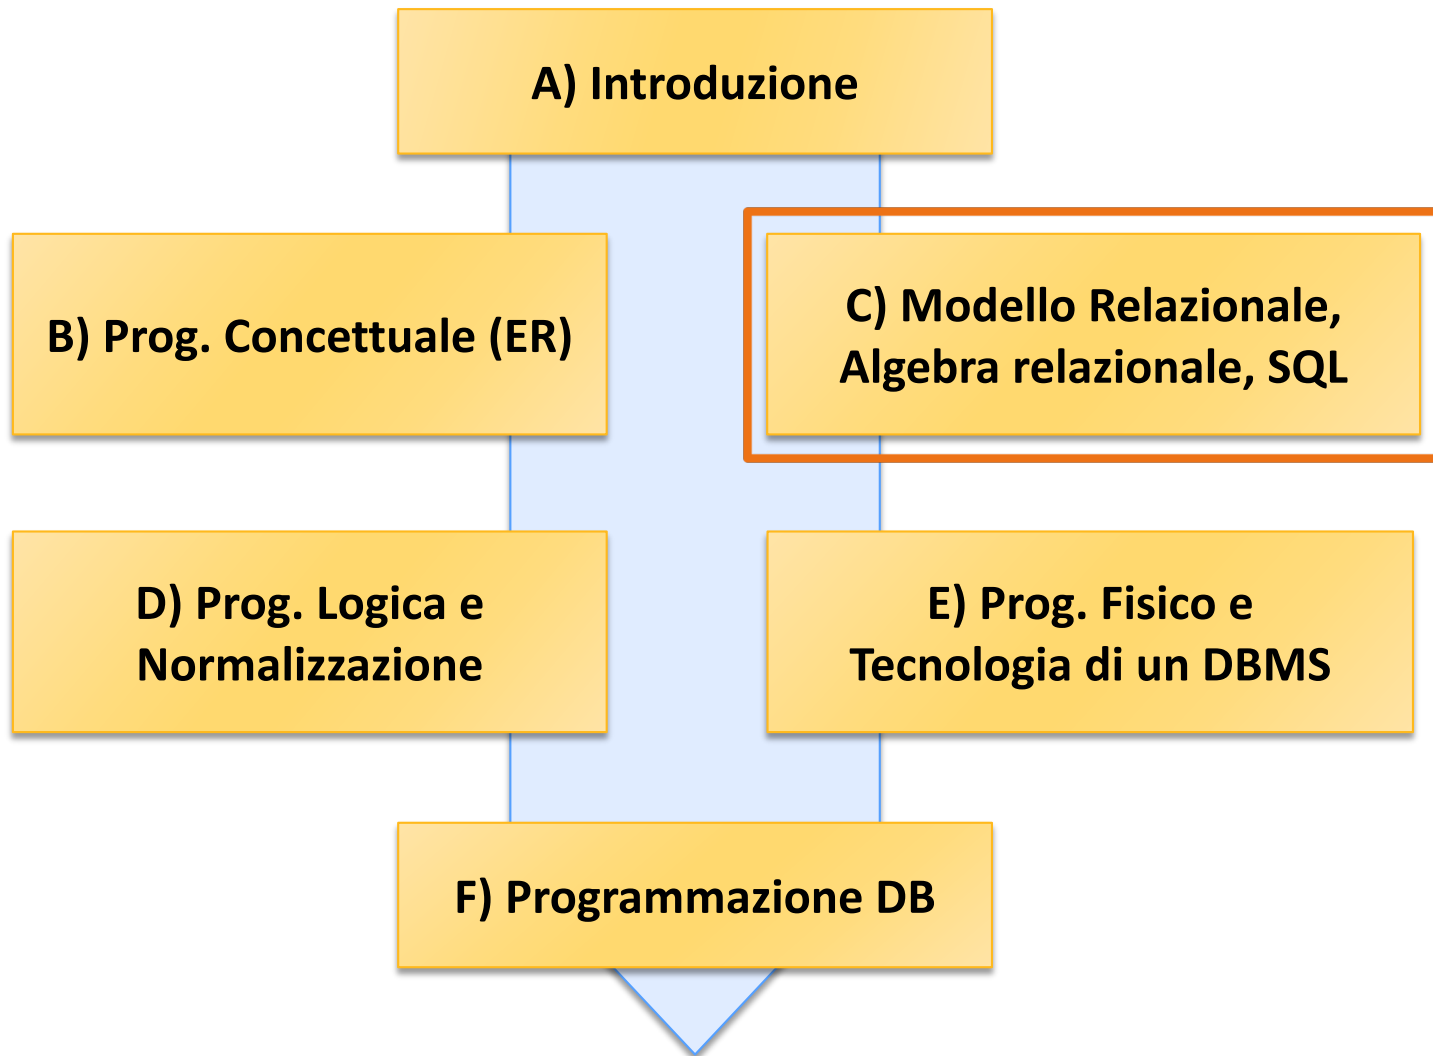 A) Introduzione
B) Prog. Concettuale (ER)
C) Modello Relazionale,
Algebra relazionale, SQL
D) Prog. Logica e
Normalizzazione
E) Prog. Fisico e
Tecnologia di un DBMS
F) Programmazione DB